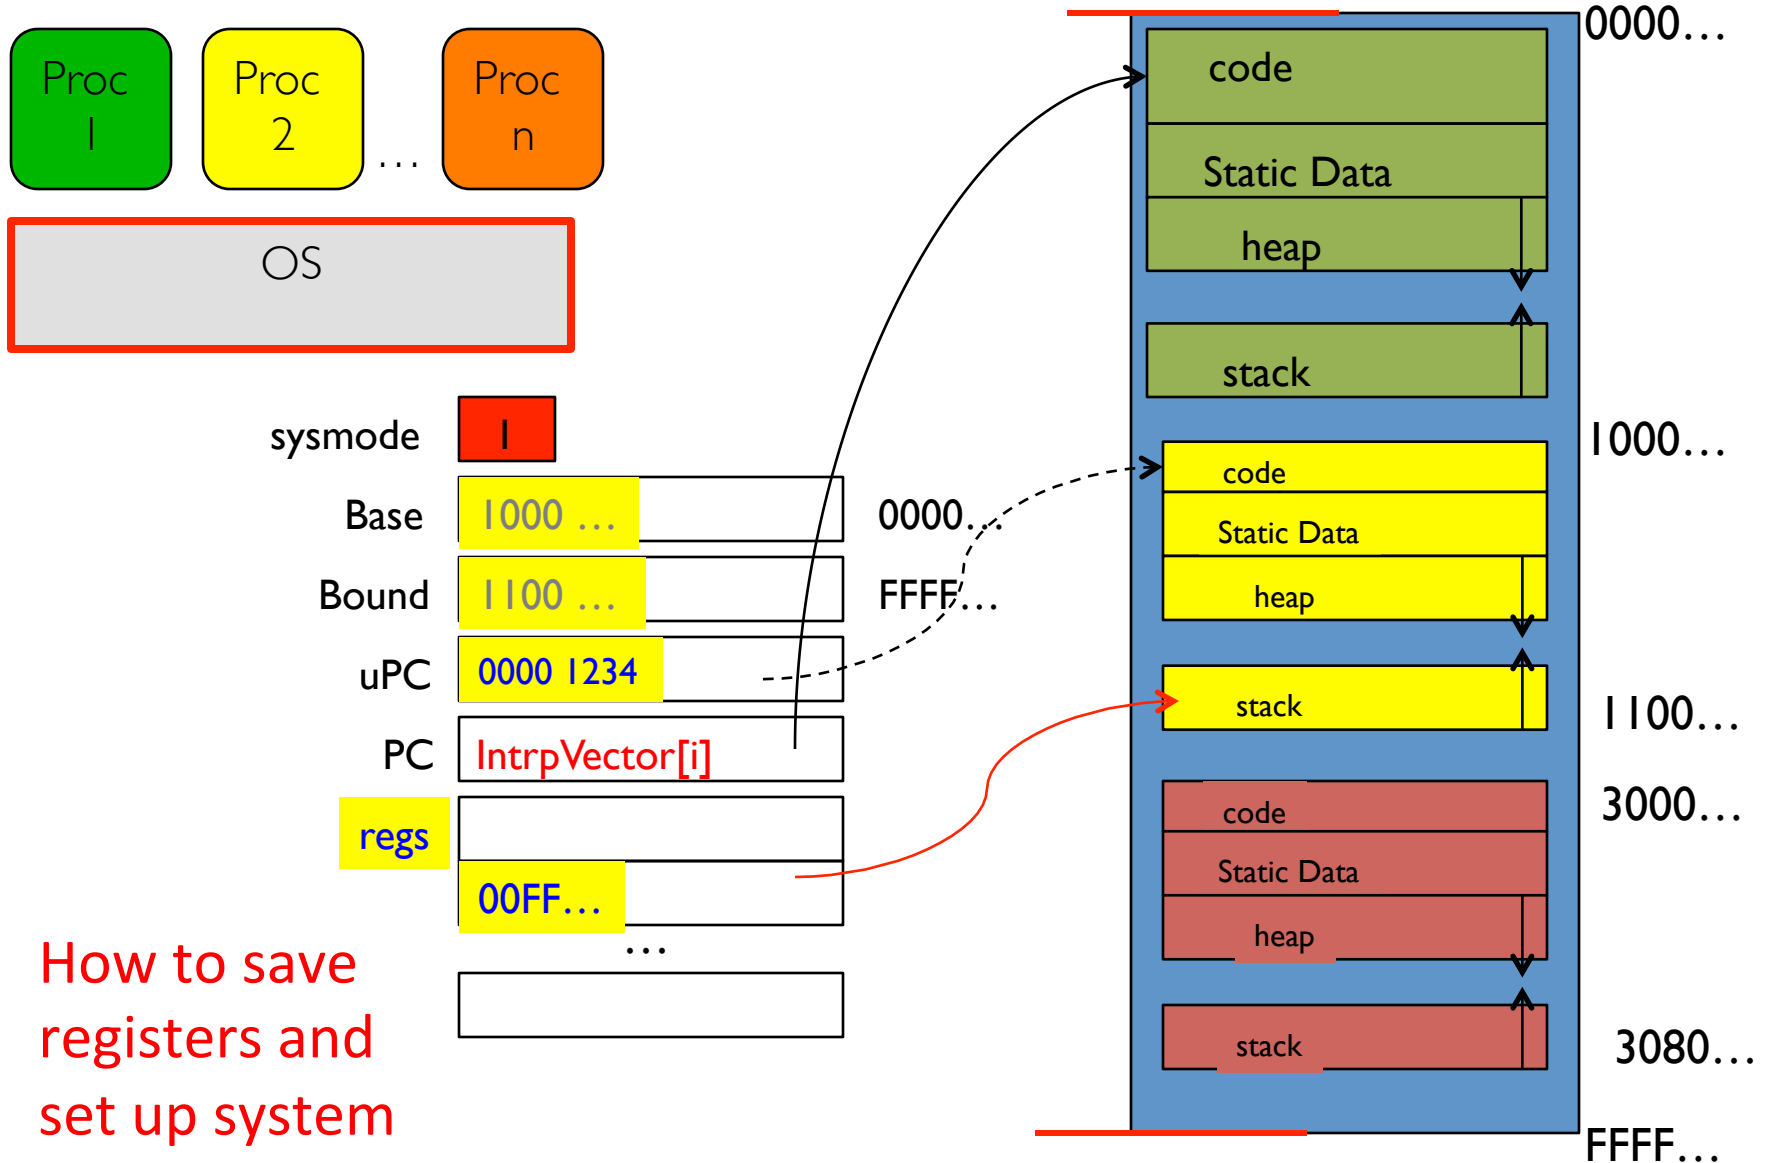 Proc
1
Proc
2
…
Proc
n
OS
sysmode 1
Base 1000 … 0000…
Bound 1100 … FFFF…
uPC 0000 1234
PC IntrpVector[i]
regs
00FF…
…
How to save
registers and
set up system
0000…
code
Static Data
heap
stack
1000…
code
Static Data
heap
stack
1100…
3000…
code
Static Data
heap
stack
3080…
FFFF…